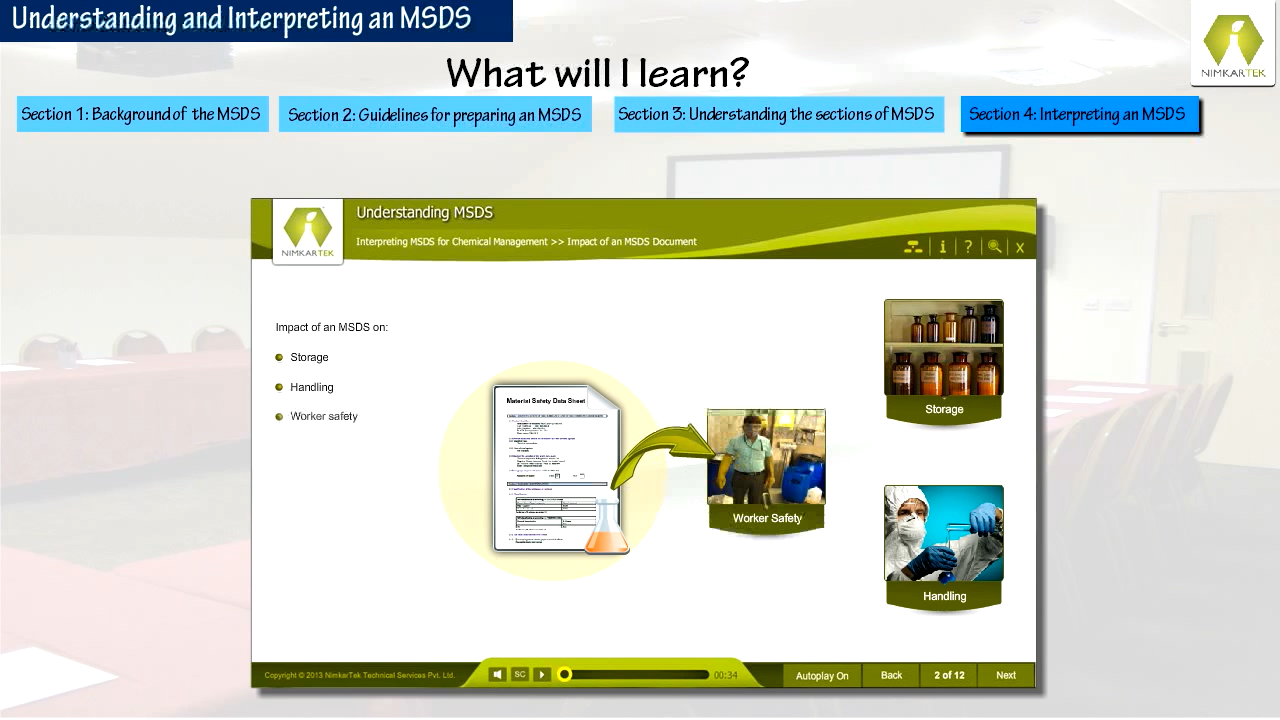 Understanding and Interpreting an MSDS
NIMKARTEK
What will I learn?
Section 1: Background of the MSDS
Section 2: Guidelines for preparing an MSDS
Section 3: Understanding the sections of MSDS
Section 4: Interpreting an MSDS
NIMKARTEK
Understanding MSDS
Interpreting MSDS for Chemical Management >> Impact of an MSDS Document
i
?
x
Impact of an MSDS on:
Storage
Handling
Worker safety
Material Safety Data Sheet
Worker Safety
Storage
Handling
Copyright © 2013 NimkarTek Technical Services Pvt. Ltd.
SC
00:34
Autoplay On
Back
2 of 12
Next